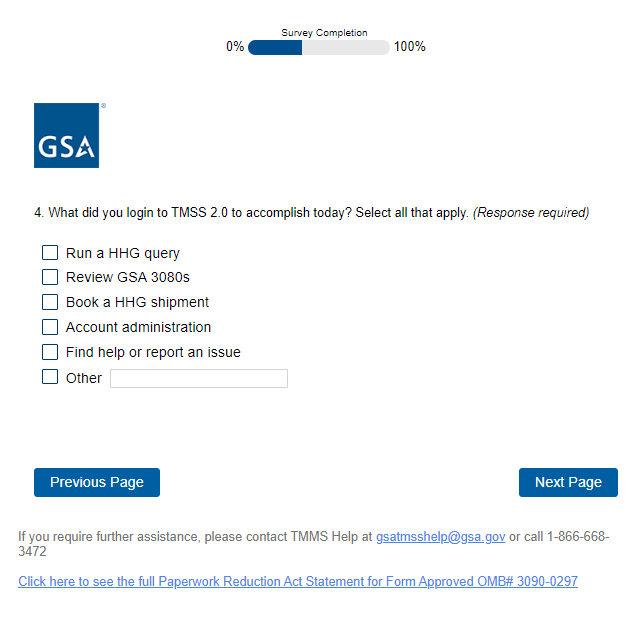 Survey Completion
0% 100%
GSA
®
4. What did you login to TMSS 2.0 to accomplish today? Select all that apply. (Response required)
Run a HHG query
Review GSA 3080s
Book a HHG shipment
Account administration
Find help or report an issue
Other
Previous Page Next Page
If you require further assistance, please contact TMMS Help at gsatmsshelp@gsa.gov or call 1-866-668-
3472
Click here to see the full Paperwork Reduction Act Statement for Form Approved OMB# 3090-0297